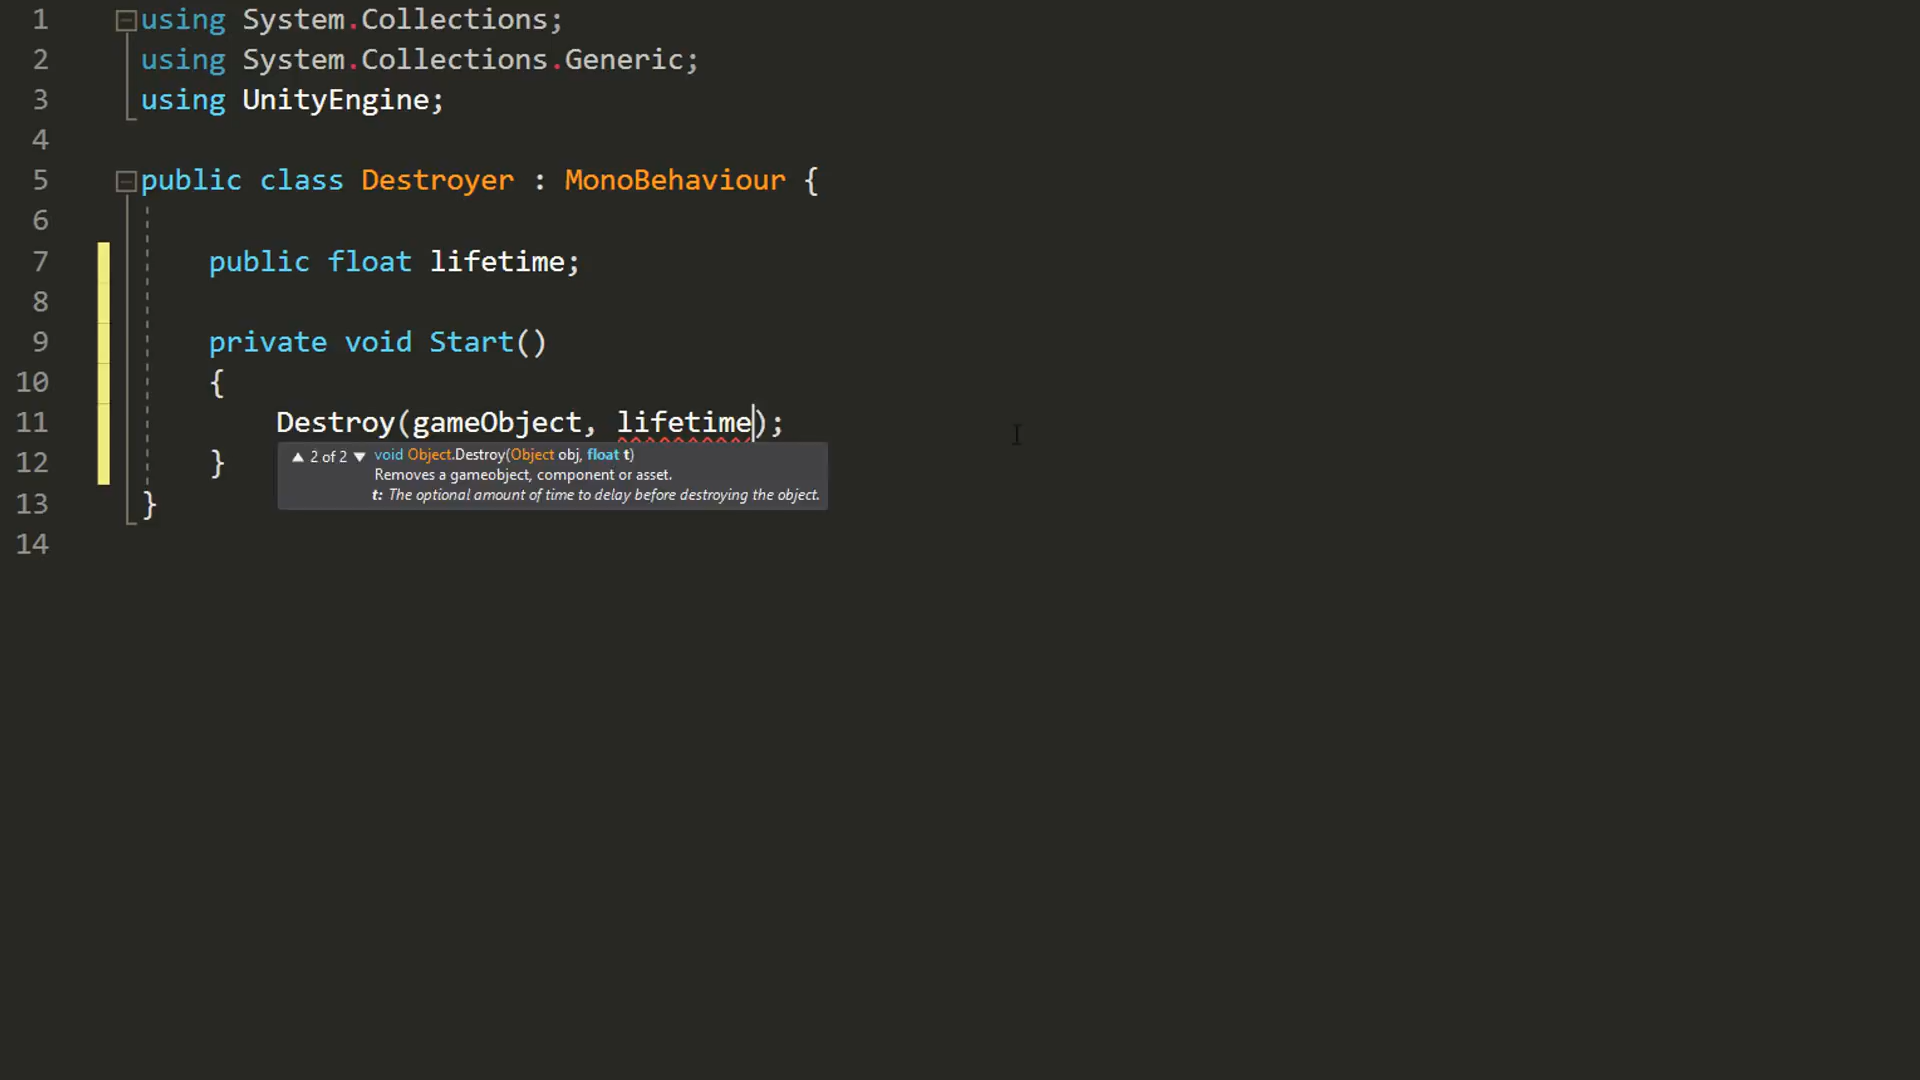 1 using System.Collections;
2 using System.Collections.Generic;
3 using UnityEngine;
4
5 public class Destroyer : MonoBehaviour {
6
7 public float lifetime;
8
9 private void Start()
10 {
11 Destroy(gameObject, lifetime);
▲ 2 of 2 ▼ void Object.Destroy(Object obj, float t)
Removes a gameobject, component or asset.
t: The optional amount of time to delay before destroying the object.
12 }
13 }
14